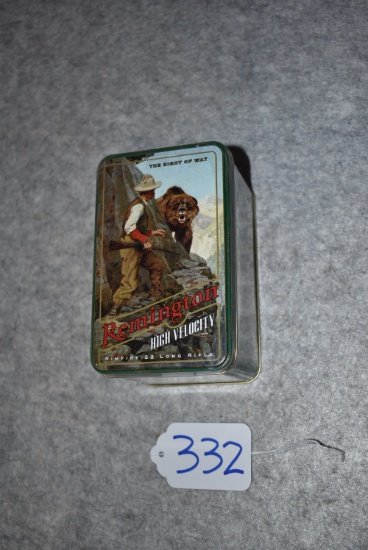 THE RIGHT OF WAY
Remington
HIGH VELOCITY
RIMFIRE 22 LONG RIFLE
332